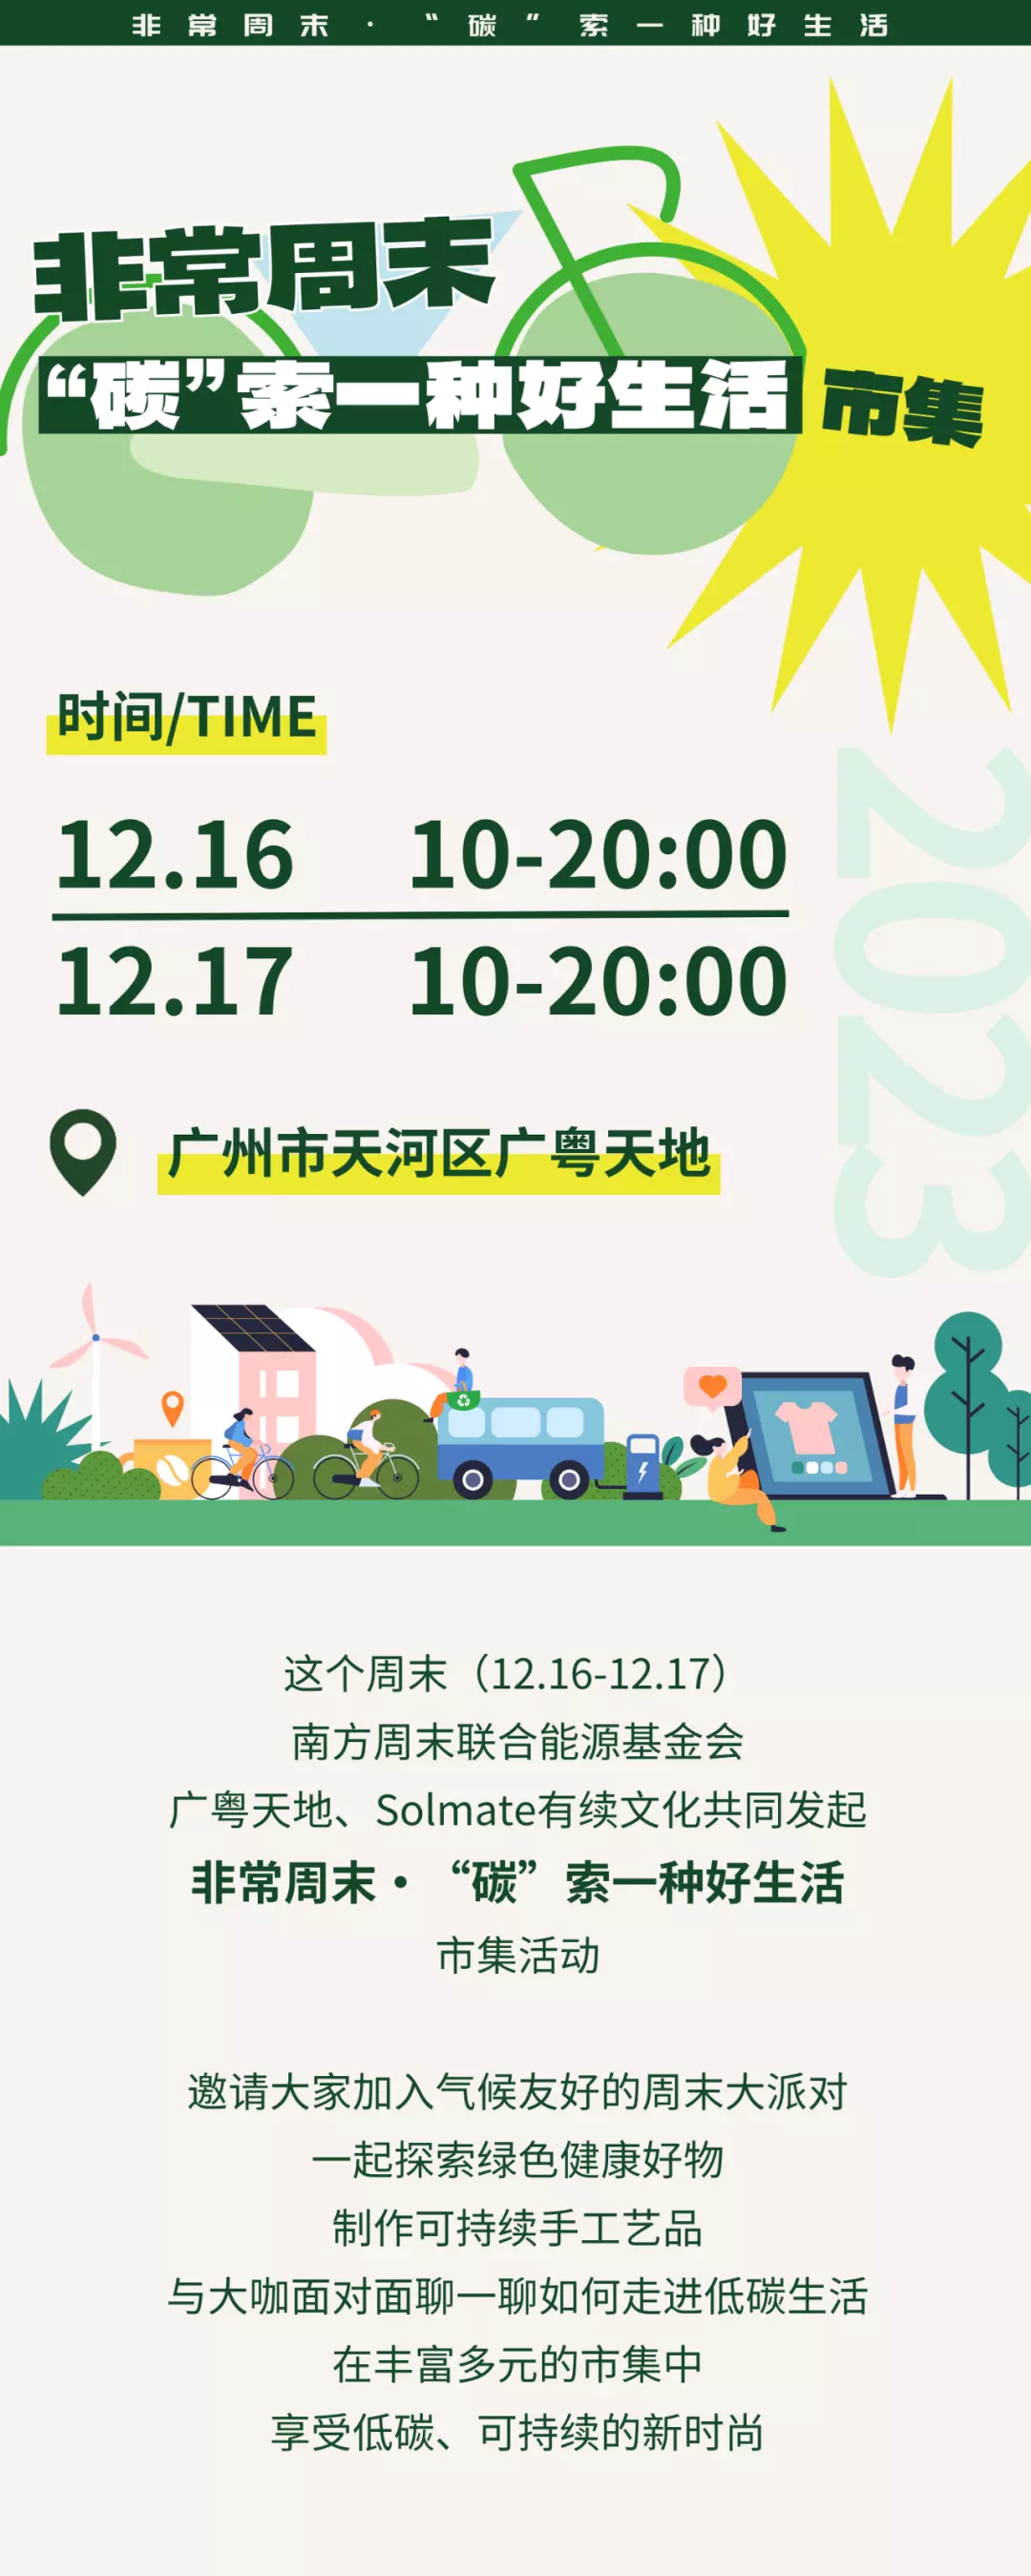 非常周末·“碳”索一种好生活
非常周末
“碳”索一种好生活
市集
时间/TIME
12.16 10-20:00
12.17 10-20:00
2023
广州市天河区广粤天地
这个周末（12.16-12.17）
南方周末联合能源基金会
广粤天地、Solmate有续文化共同发起
非常周末·“碳”索一种好生活
市集活动
邀请大家加入气候友好的周末大派对
一起探索绿色健康好物
制作可持续手工艺品
与大咖面对面聊一聊如何走进低碳生活
在丰富多元的市集中
享受低碳、可持续的新时尚